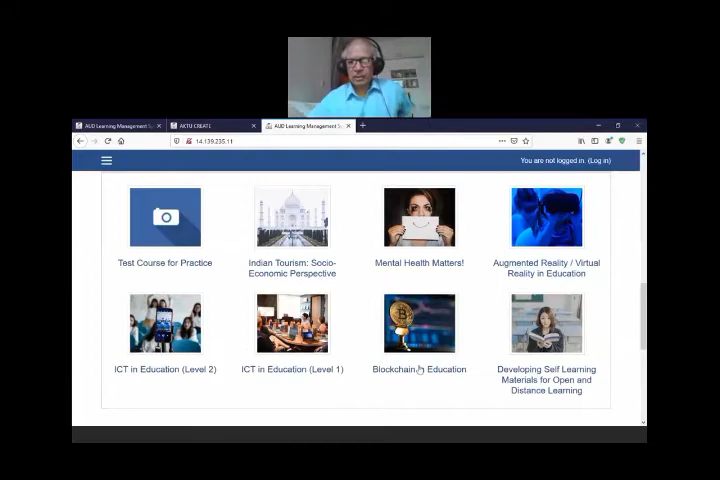 AUD Learning Management S
AKTU CREATE
AUD Learning Management S
14.139.235.11
You are not logged in. (Log in)
Test Course for Practice
Indian Tourism: Socio-
Economic Perspective
Mental Health Matters!
Augmented Reality / Virtual
Reality in Education
ICT in Education (Level 2)
ICT in Education (Level 1)
Blockchain Education
Developing Self Learning
Materials for Open and
Distance Learning